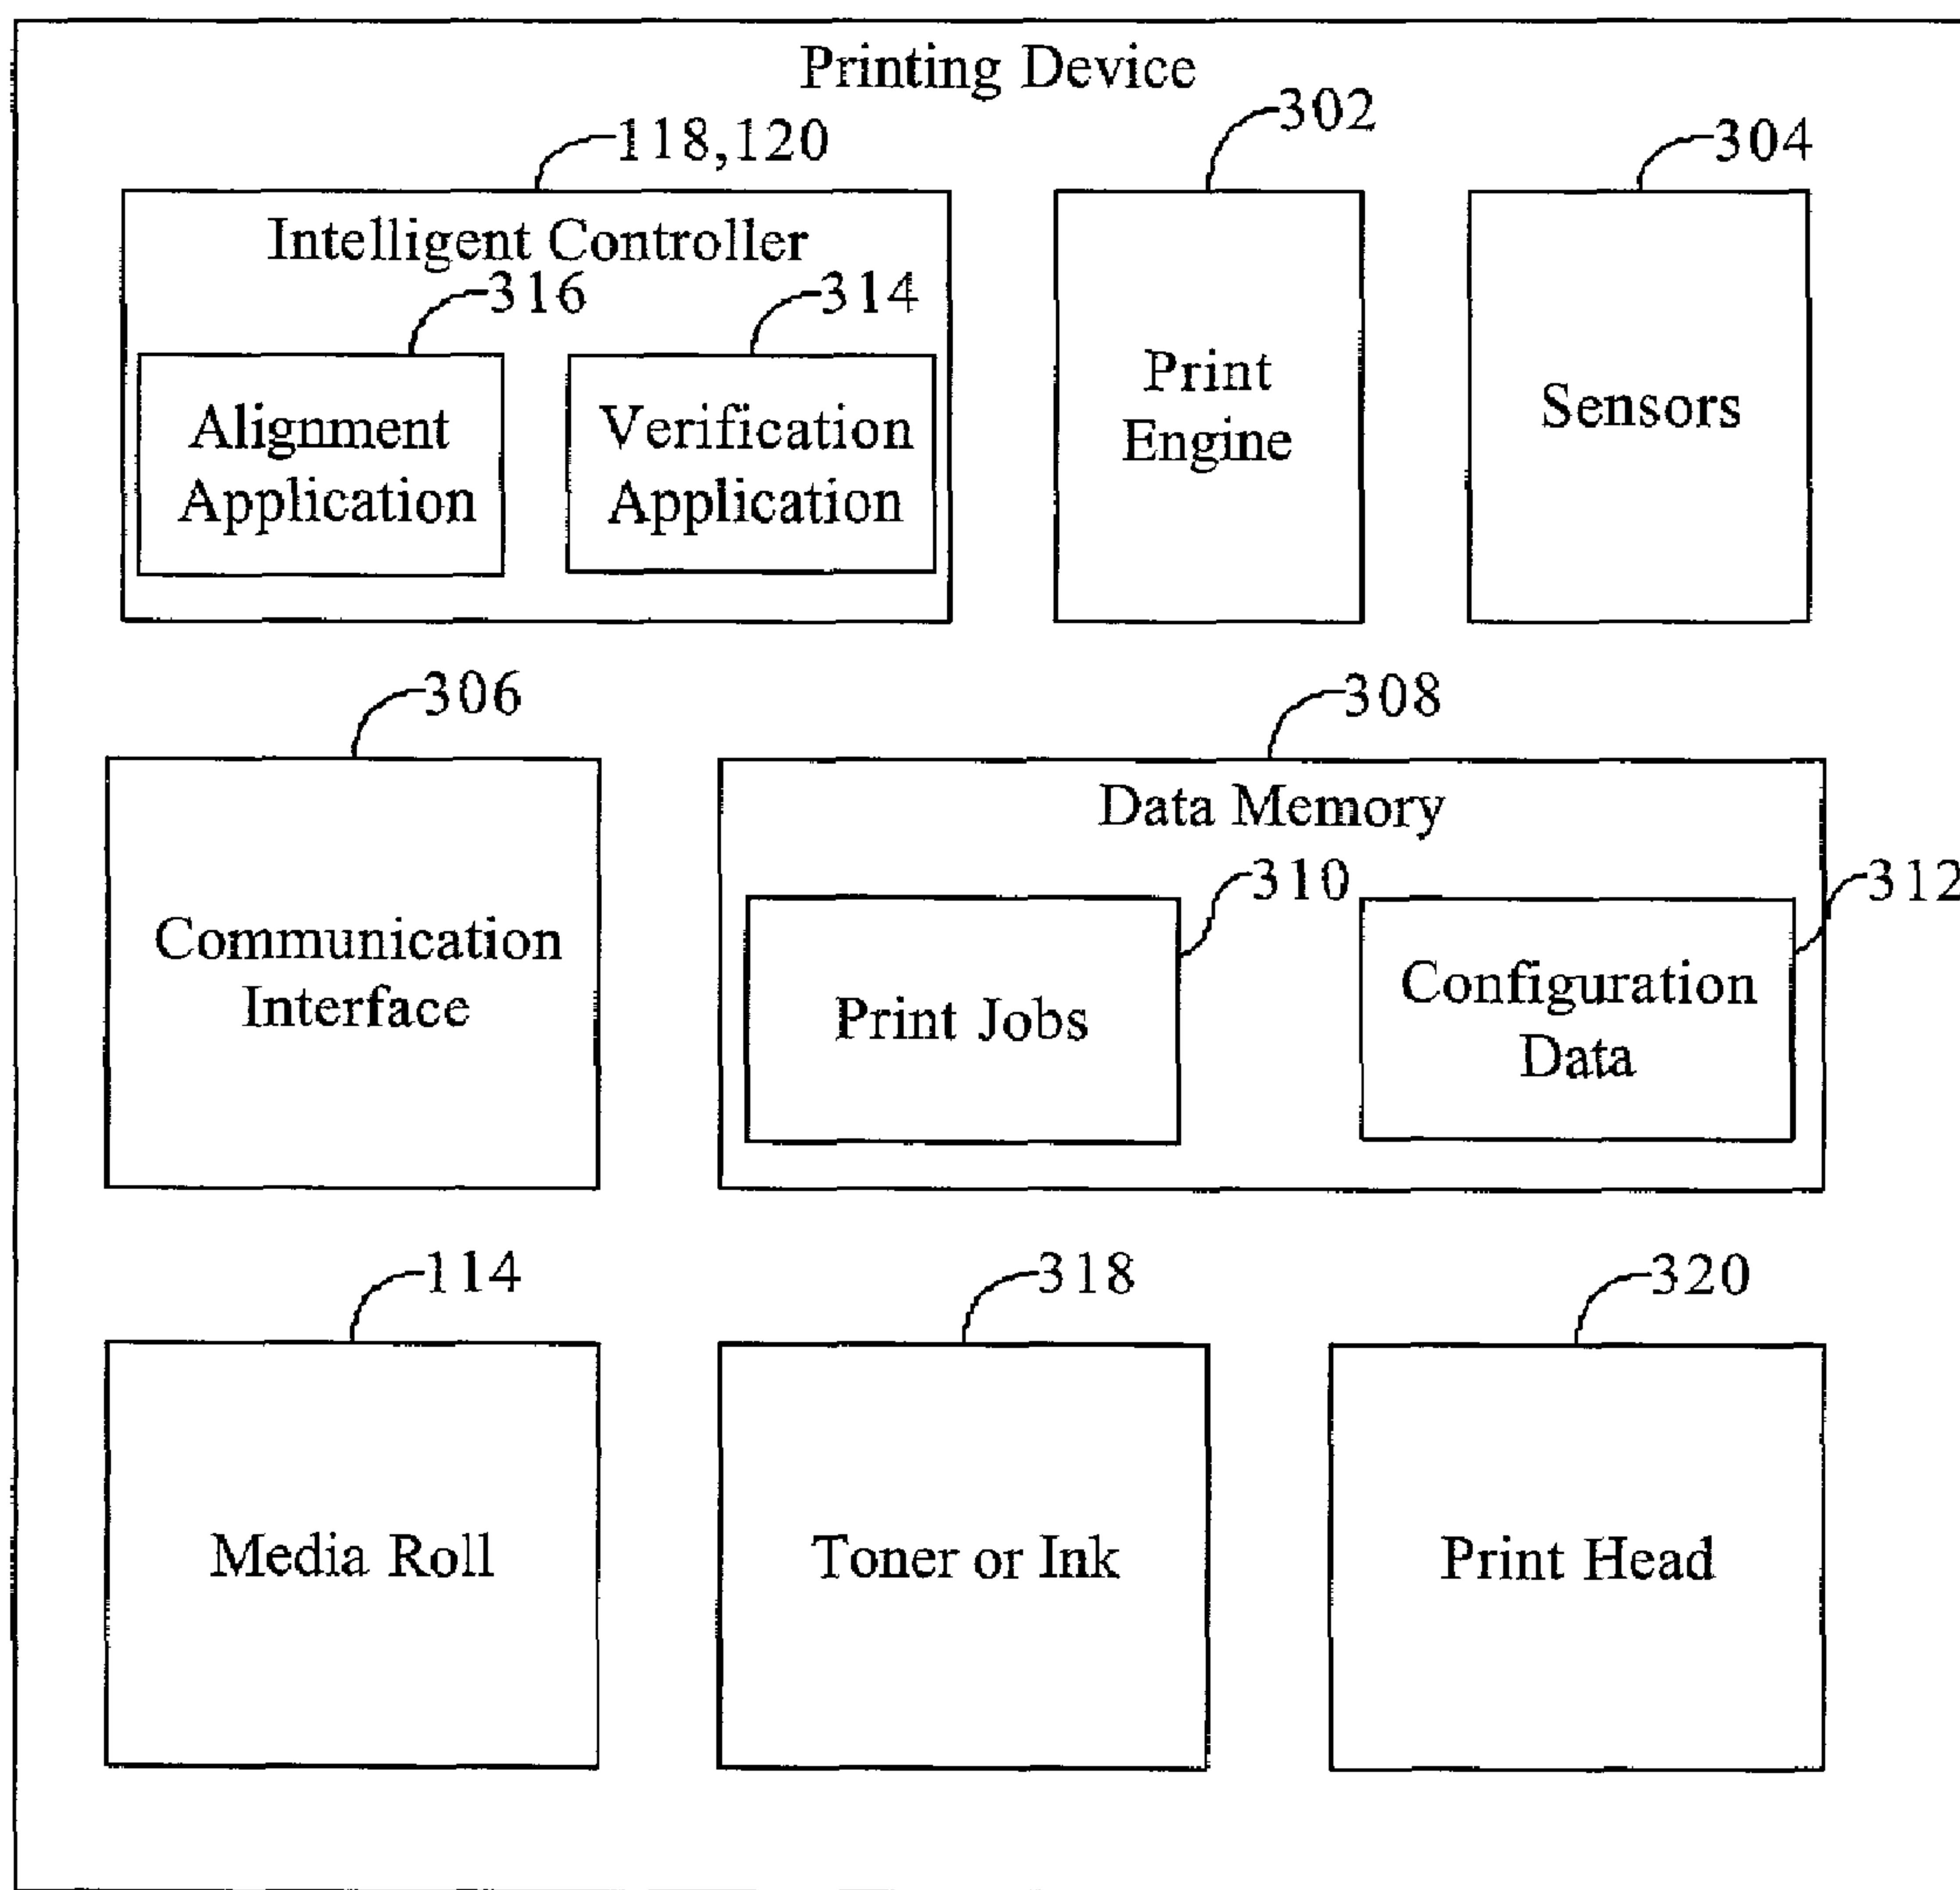 Printing Device
118,120
302
304
Intelligent Controller
316
314
Alignment
Application
Verification
Application
Print
Engine
Sensors
306
308
Data Memory
310
312
Communication
Interface
Print Jobs
Configuration
Data
114
318
320
Media Roll
Toner or Ink
Print Head